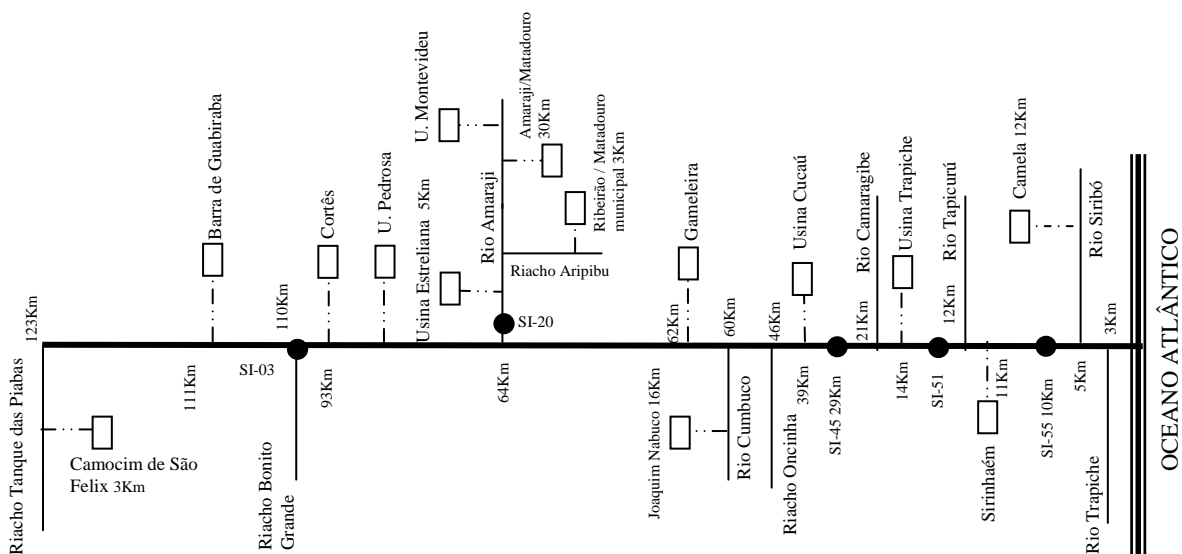 Riacho Tanque das Piabas
123Km
Camocim de São
Felix 3Km
111Km
Barra de Guabiraba
110Km
SI-03
Riacho Bonito
Grande
93Km
Cortês
U. Pedrosa
Usina Estreliana 5Km
U. Montevideu
Rio Amaraji
Amaraji/Matadouro
30Km
Ribeirão / Matadouro
municipal 3Km
Riacho Aripibu
SI-20
64Km
62Km
Gameleira
Joaquim Nabuco 16Km
60Km
Rio Cumbuco
46Km
Riacho Oncinha
Usina Cucaú
39Km
SI-45 29Km
21Km
Rio Camaragibe
Usina Trapiche
14Km
SI-51
12Km
Rio Tapicurú
Sirinhaém
11Km
Camela 12Km
SI-55 10Km
5Km
Rio Siribó
3Km
Rio Trapiche
OCEANO ATLÂNTICO